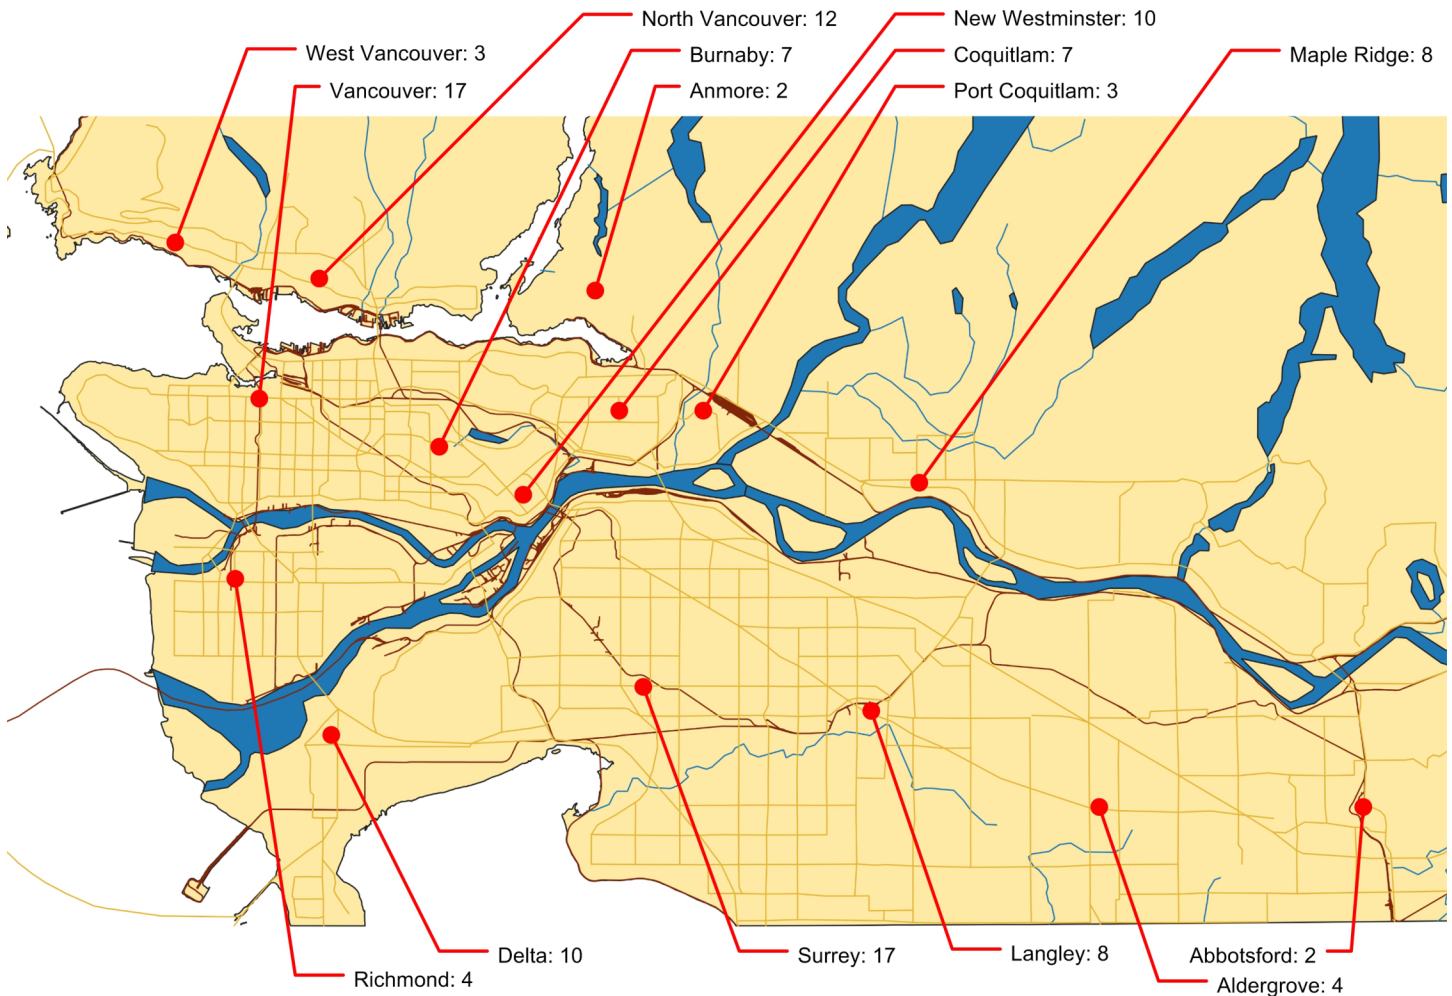 North Vancouver: 12
New Westminster: 10
West Vancouver: 3
Burnaby: 7
Coquitlam: 7
Maple Ridge: 8
Vancouver: 17
Anmore: 2
Port Coquitlam: 3
Delta: 10
Surrey: 17
Langley: 8
Abbotsford: 2
Richmond: 4
Aldergrove: 4